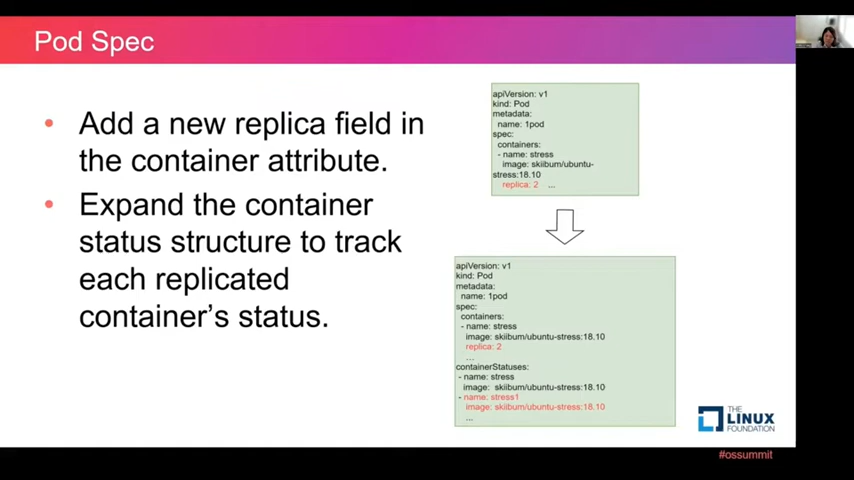 Pod Spec
• Add a new replica field in
the container attribute.
• Expand the container
status structure to track
each replicated
container's status.
apiVersion: v1
kind: Pod
metadata:
name: 1pod
spec:
containers:
- name: stress
image: skiibum/ubuntu-
stress:18.10
replica: 2 ...
apiVersion: v1
kind: Pod
metadata:
name: 1pod
spec:
containers:
- name: stress
image: skiibum/ubuntu-stress:18.10
replica: 2
...
containerStatuses:
- name: stress
image: skiibum/ubuntu-stress:18.10
- name: stress1
image: skiibum/ubuntu-stress:18.10
...
THE
LINUX
FOUNDATION
#ossummit